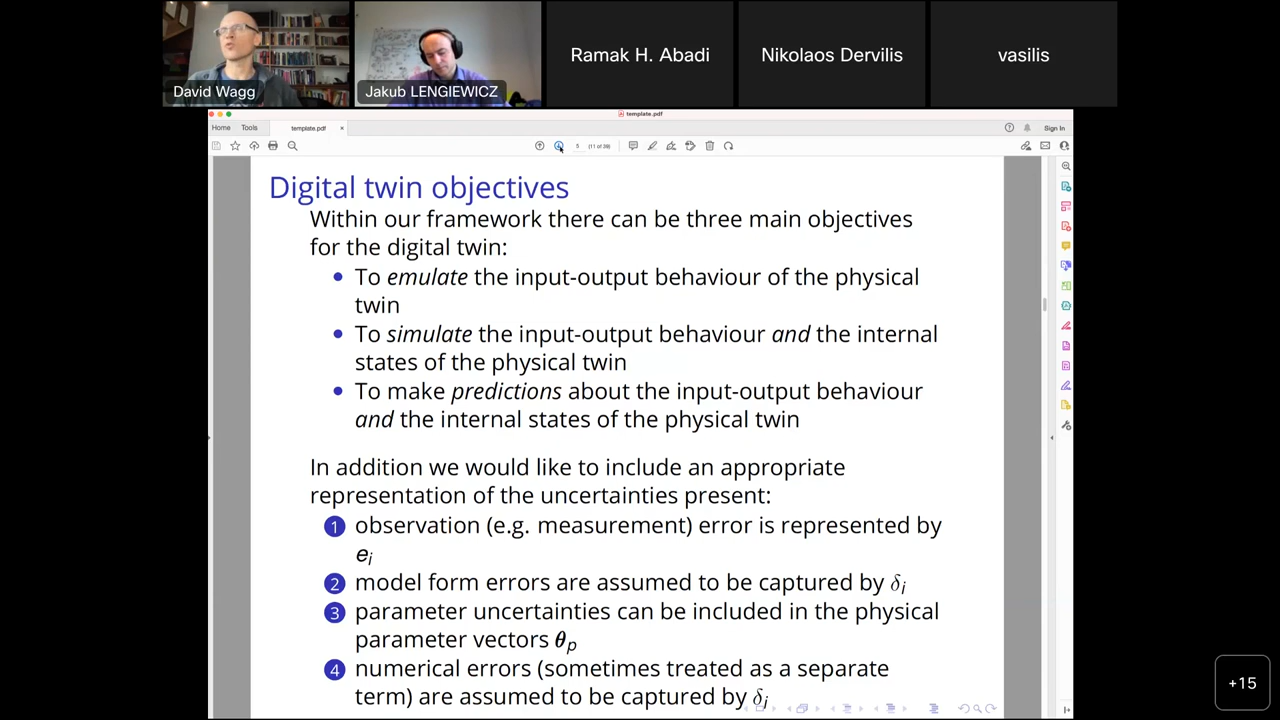 David Wagg
Jakub LENGIEWICZ
Ramak H. Abadi
Nikolaos Dervilis
vasilis
template.pdf
Home Tools template.pdf × Sign In
5 (11 of 39)
Digital twin objectives
Within our framework there can be three main objectives
for the digital twin:
• To emulate the input-output behaviour of the physical
twin
• To simulate the input-output behaviour and the internal
states of the physical twin
• To make predictions about the input-output behaviour
and the internal states of the physical twin
In addition we would like to include an appropriate
representation of the uncertainties present:
1 observation (e.g. measurement) error is represented by
eᵢ
2 model form errors are assumed to be captured by δᵢ
3 parameter uncertainties can be included in the physical
parameter vectors θₚ
4 numerical errors (sometimes treated as a separate
term) are assumed to be captured by δᵢ
+15